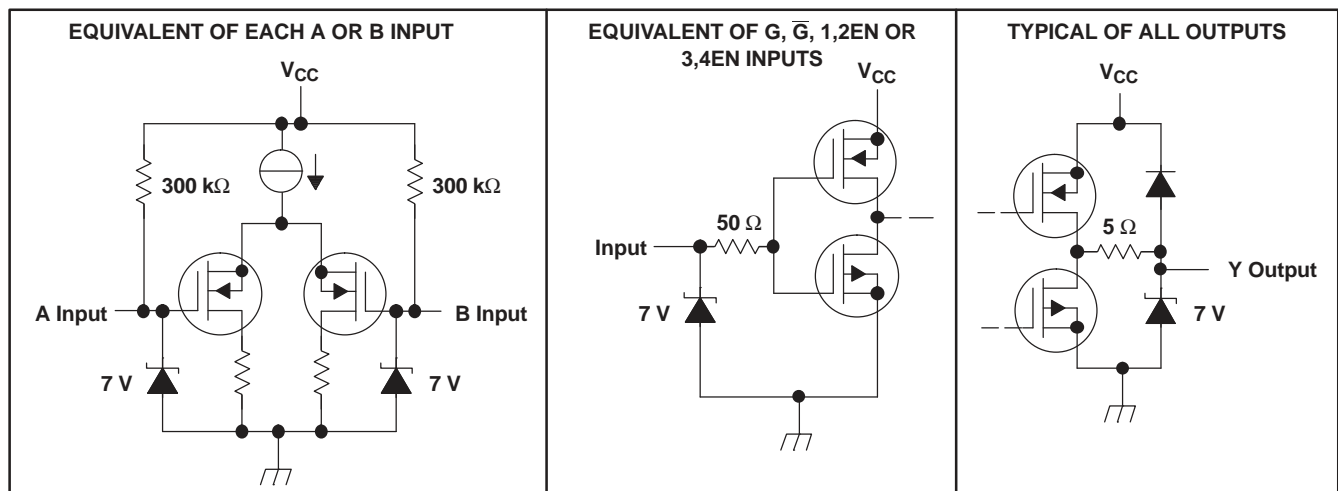 EQUIVALENT OF EACH A OR B INPUT
VCC
300 kΩ
300 kΩ
A Input
B Input
7 V
7 V
EQUIVALENT OF G, G̅, 1,2EN OR
3,4EN INPUTS
VCC
50 Ω
Input
7 V
TYPICAL OF ALL OUTPUTS
VCC
5 Ω
Y Output
7 V